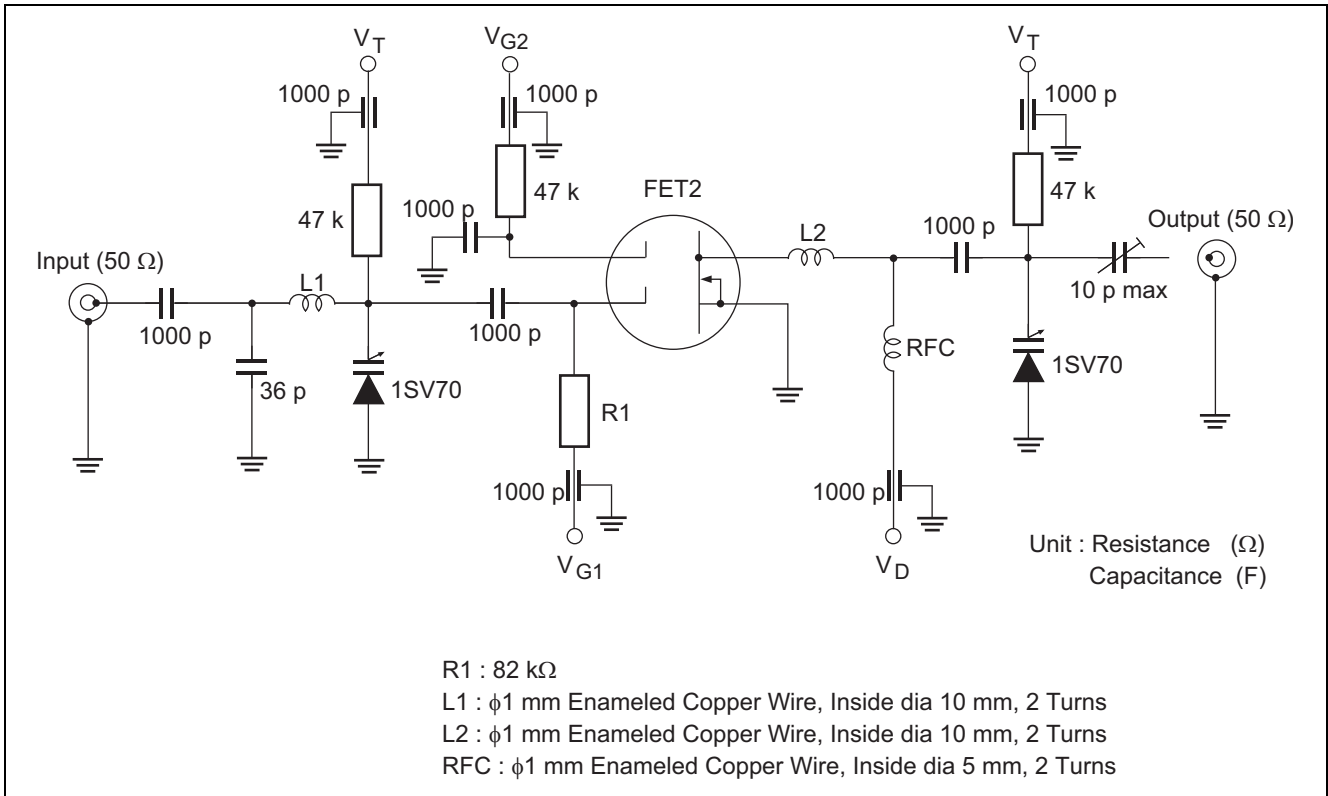 V_T
V_G2
V_T
1000 p
1000 p
1000 p
47 k
47 k
FET2
47 k
1000 p
L2
1000 p
Output (50 Ω)
Input (50 Ω)
L1
1000 p
1000 p
10 p max
36 p
1SV70
R1
RFC
1SV70
1000 p
1000 p
V_G1
V_D
Unit : Resistance (Ω)
Capacitance (F)
R1 : 82 kΩ
L1 : ϕ1 mm Enameled Copper Wire, Inside dia 10 mm, 2 Turns
L2 : ϕ1 mm Enameled Copper Wire, Inside dia 10 mm, 2 Turns
RFC : ϕ1 mm Enameled Copper Wire, Inside dia 5 mm, 2 Turns